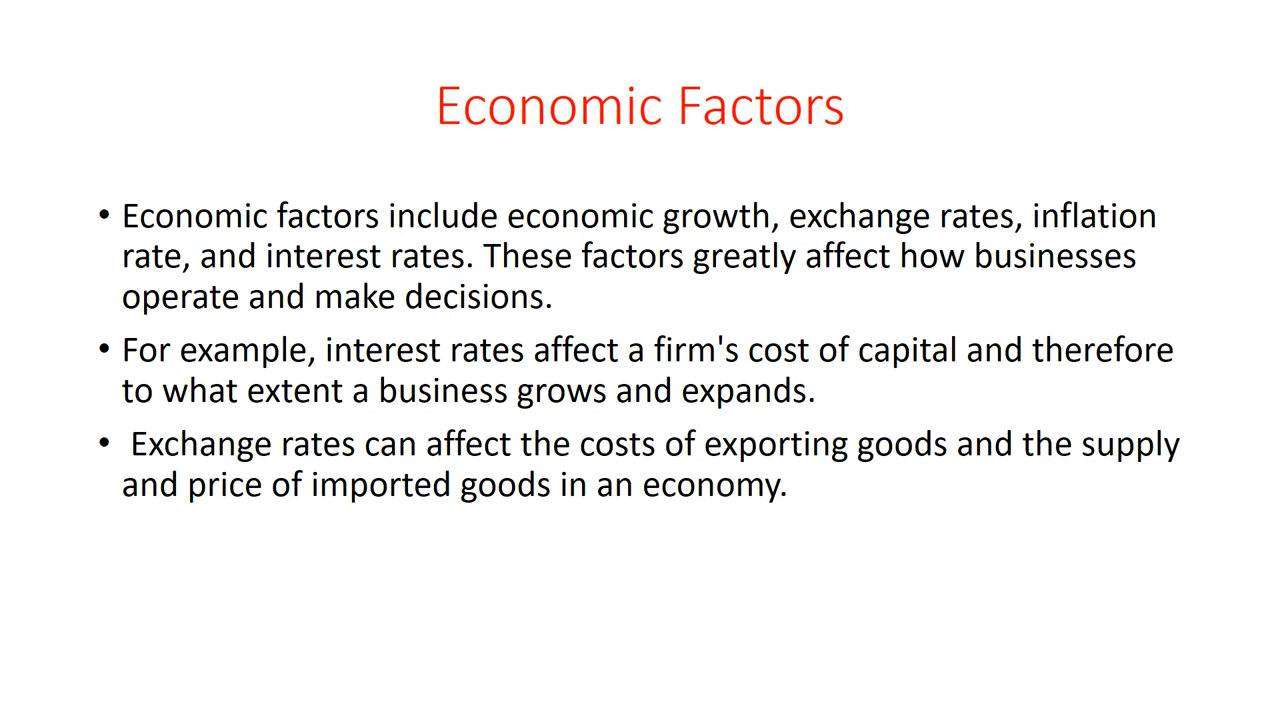 Economic Factors
• Economic factors include economic growth, exchange rates, inflation
rate, and interest rates. These factors greatly affect how businesses
operate and make decisions.
• For example, interest rates affect a firm's cost of capital and therefore
to what extent a business grows and expands.
• Exchange rates can affect the costs of exporting goods and the supply
and price of imported goods in an economy.